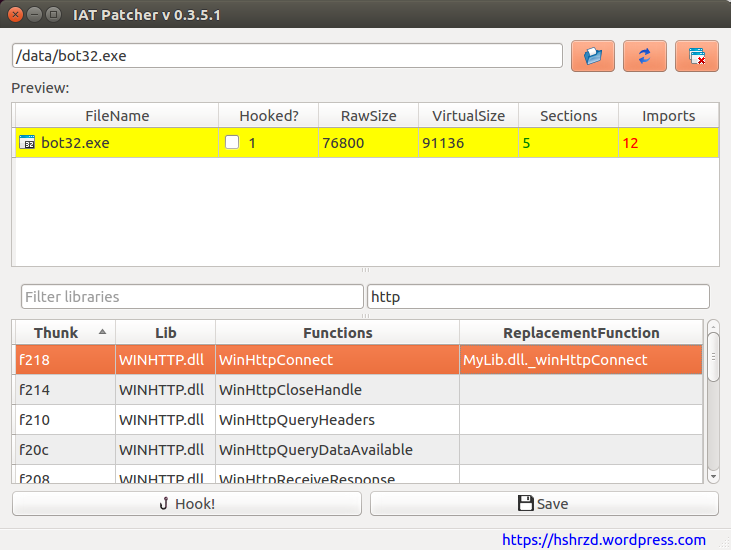 IAT Patcher v 0.3.5.1
/data/bot32.exe
Preview:
FileName Hooked? RawSize VirtualSize Sections Imports
bot32.exe 1 76800 91136 5 12
Filter libraries http
Thunk Lib Functions ReplacementFunction
f218 WINHTTP.dll WinHttpConnect MyLib.dll._winHttpConnect
f214 WINHTTP.dll WinHttpCloseHandle
f210 WINHTTP.dll WinHttpQueryHeaders
f20c WINHTTP.dll WinHttpQueryDataAvailable
f208 WINHTTP.dll WinHttpReceiveResponse
Hook! Save
https://hshrzd.wordpress.com